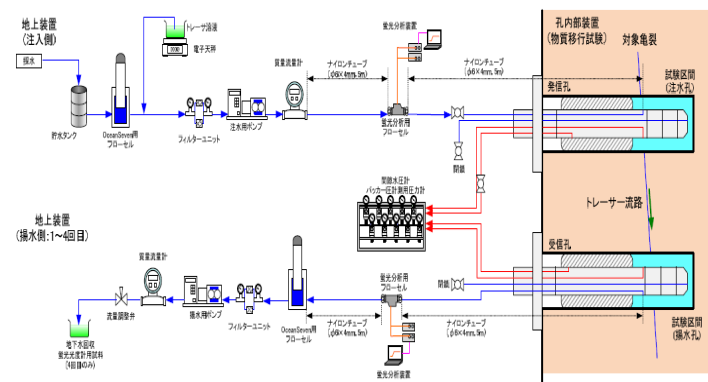 地上装置
(注入側)
採水
貯水タンク
OceanSeven用
フローセル
トレーサ溶液
電子天秤
フィルターユニット
注水用ポンプ
質量流量計
ナイロンチューブ
(φ6×4mm、5m)
蛍光分析装置
蛍光分析用
フローセル
ナイロンチューブ
(φ6×4mm、5m)
閉鎖
孔内部装置
(物質移行試験)
対象亀裂
発信孔
試験区間
(注水孔)
間隙水圧計
パッカー圧計測用圧力計
トレーサー流路
地上装置
(揚水側:1~4回目)
受信孔
試験区間
(揚水孔)
質量流量計
流量調整弁
地下水回収
蛍光光度計用試料
(4回目のみ)
揚水用ポンプ
フィルターユニット
OceanSeven用
フローセル
蛍光分析用
フローセル
閉鎖
ナイロンチューブ
(φ6×4mm、5m)
ナイロンチューブ
(φ6×4mm、5m)
蛍光分析装置